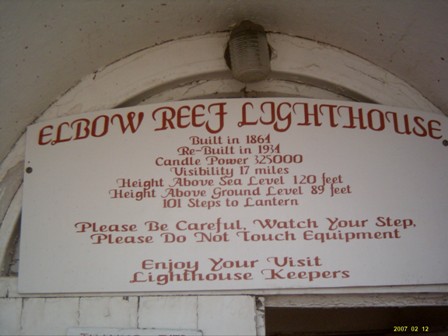 ELBOW REEF LIGHTHOUSE
Built in 1864
Re-Built in 1934
Candle Power 325000
Visibility 17 miles
Height Above Sea Level 120 feet
Height Above Ground Level 89 feet
101 Steps to Lantern
Please Be Careful, Watch Your Step,
Please Do Not Touch Equipment
Enjoy Your Visit
Lighthouse Keepers
2007 02 12